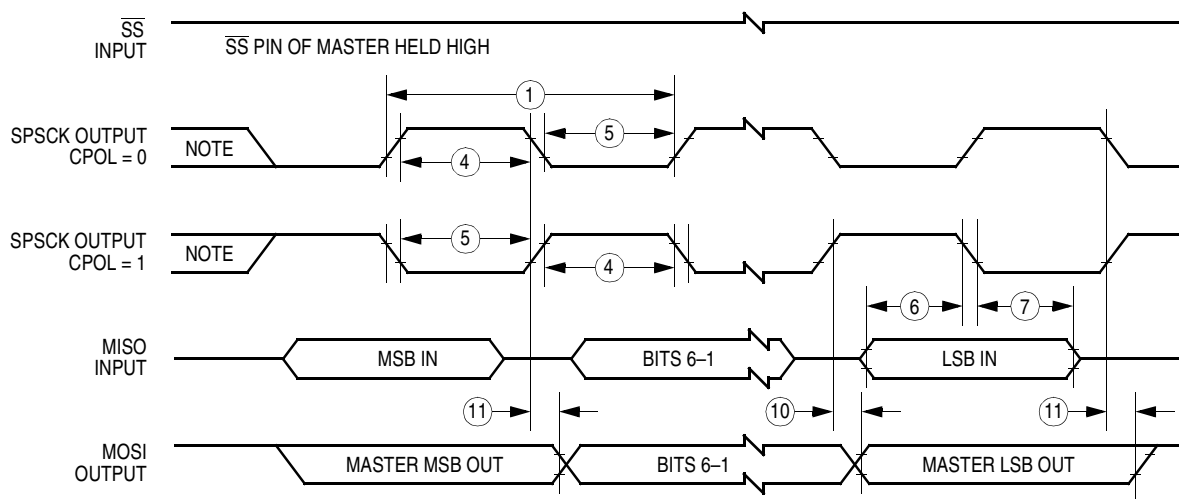 SS
INPUT
SS PIN OF MASTER HELD HIGH
1
SPSCK OUTPUT
CPOL = 0
NOTE
5
4
SPSCK OUTPUT
CPOL = 1
NOTE
5
4
6
7
MISO
INPUT
MSB IN
BITS 6–1
LSB IN
11
10
11
MOSI
OUTPUT
MASTER MSB OUT
BITS 6–1
MASTER LSB OUT